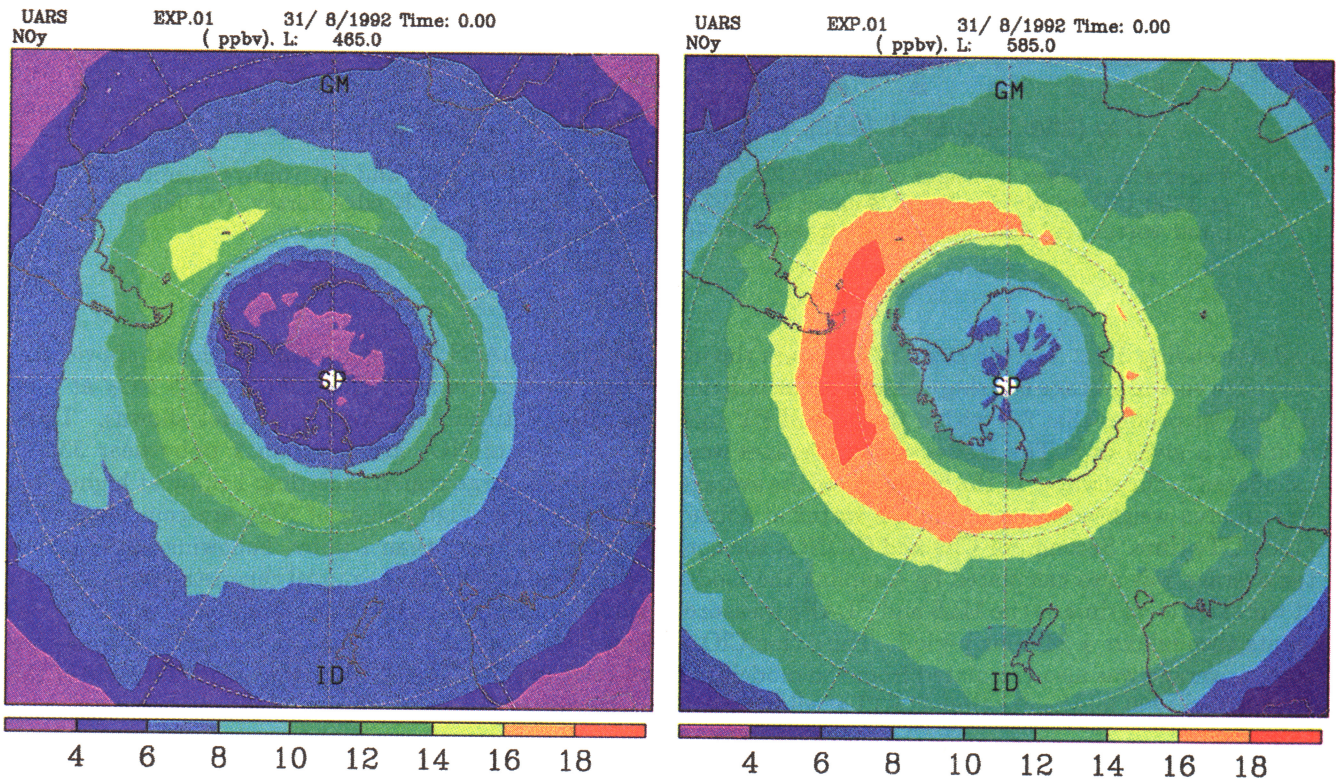 UARS EXP.01 31/ 8/1992 Time: 0.00
NOy ( ppbv). L: 465.0
GM
SP
ID
4 6 8 10 12 14 16 18
UARS EXP.01 31/ 8/1992 Time: 0.00
NOy ( ppbv). L: 585.0
GM
SP
ID
4 6 8 10 12 14 16 18